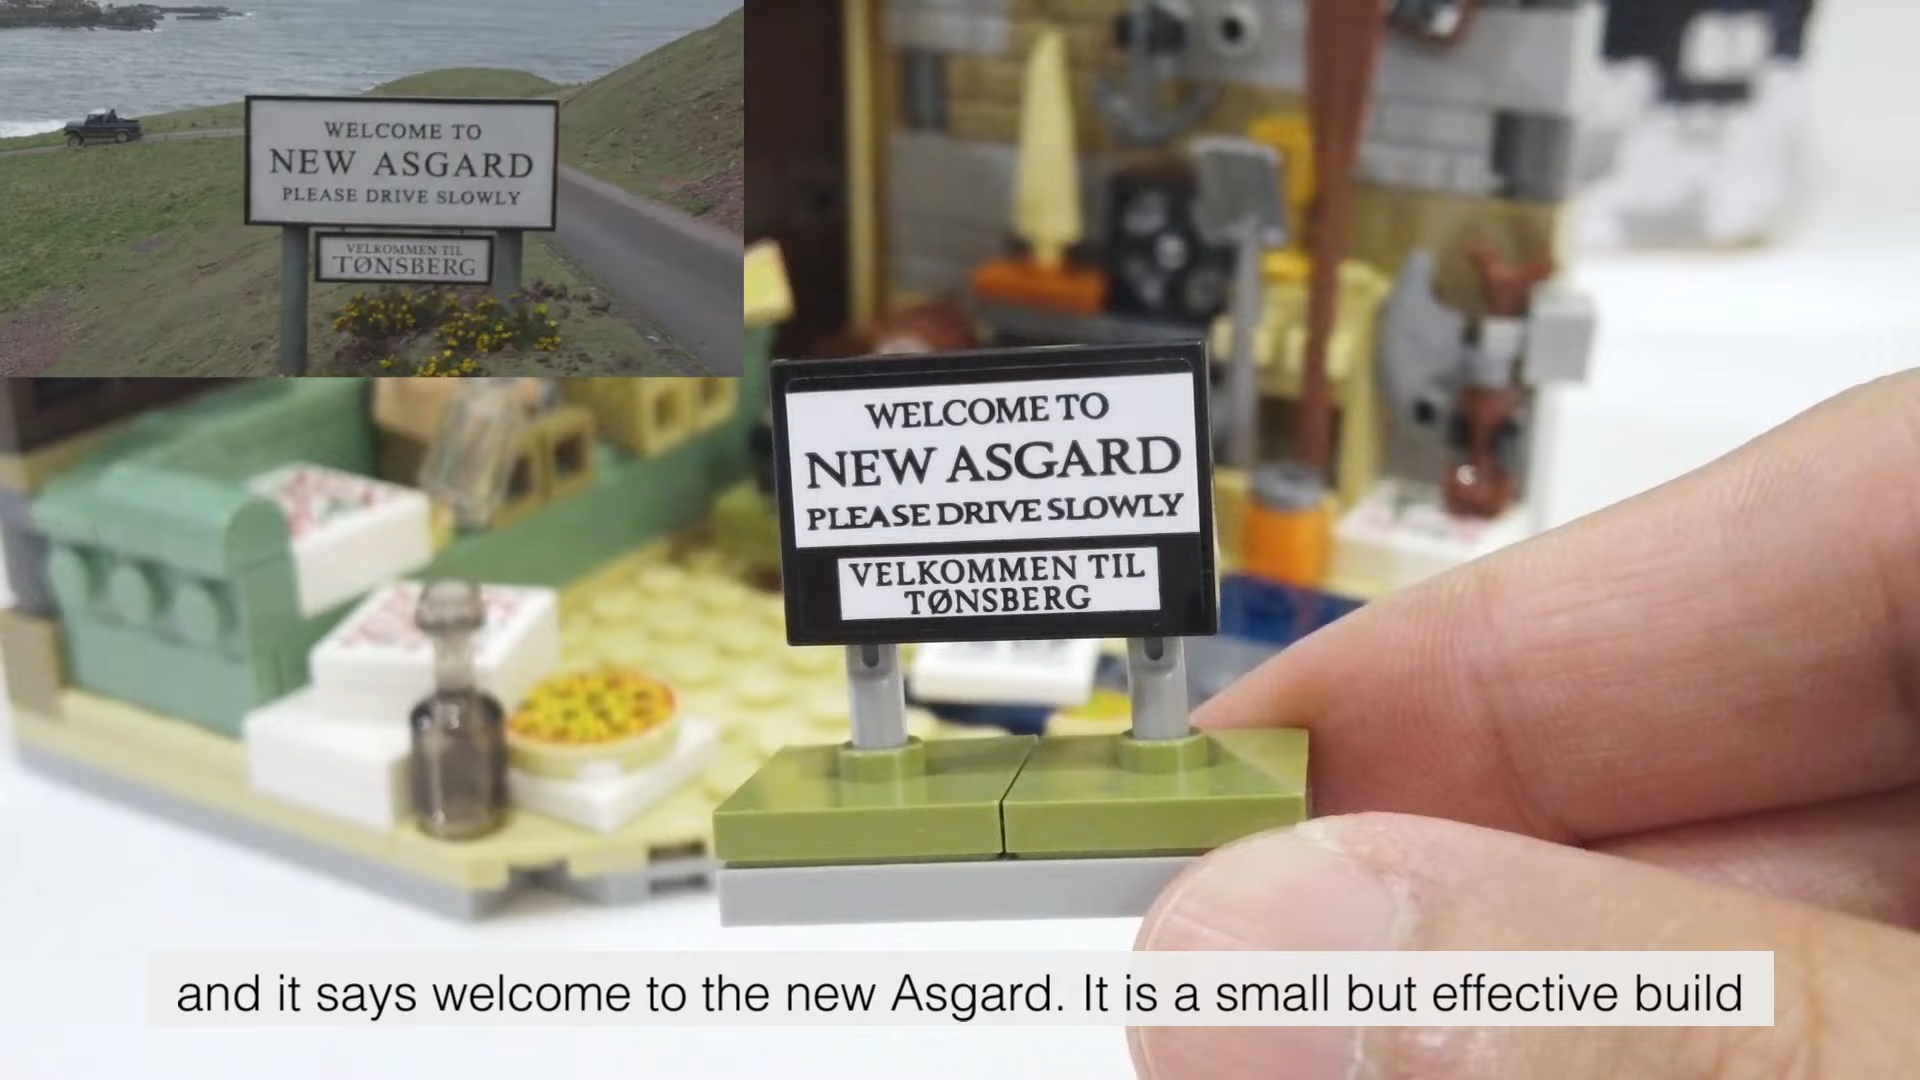 WELCOME TO
NEW ASGARD
PLEASE DRIVE SLOWLY
VELKOMMEN TIL
TØNSBERG
WELCOME TO
NEW ASGARD
PLEASE DRIVE SLOWLY
VELKOMMEN TIL
TØNSBERG
and it says welcome to the new Asgard. It is a small but effective build